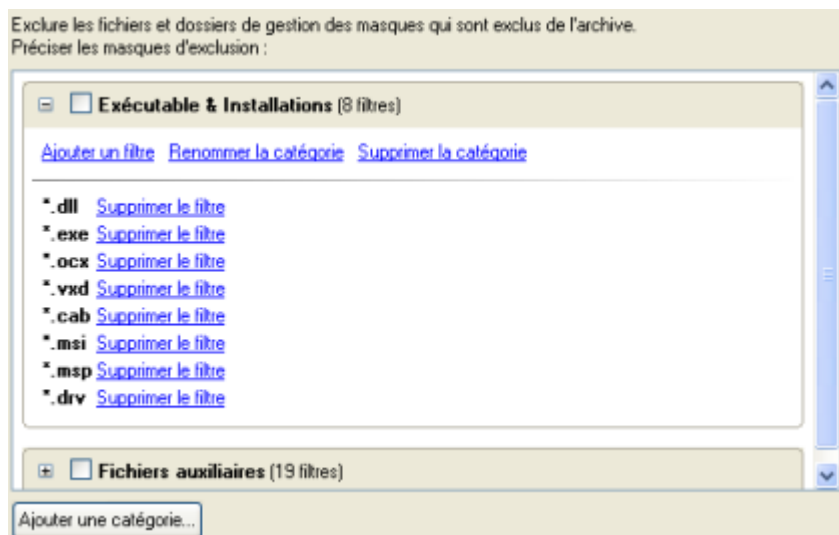 Exclure les fichiers et dossiers de gestion des masques qui sont exclus de l'archive.
Préciser les masques d'exclusion :
Exécutable & Installations (8 filtres)
Ajouter un filtre Renommer la catégorie Supprimer la catégorie
*.dll Supprimer le filtre
*.exe Supprimer le filtre
*.ocx Supprimer le filtre
*.vxd Supprimer le filtre
*.cab Supprimer le filtre
*.msi Supprimer le filtre
*.msp Supprimer le filtre
*.drv Supprimer le filtre
Fichiers auxiliaires (19 filtres)
Ajouter une catégorie...